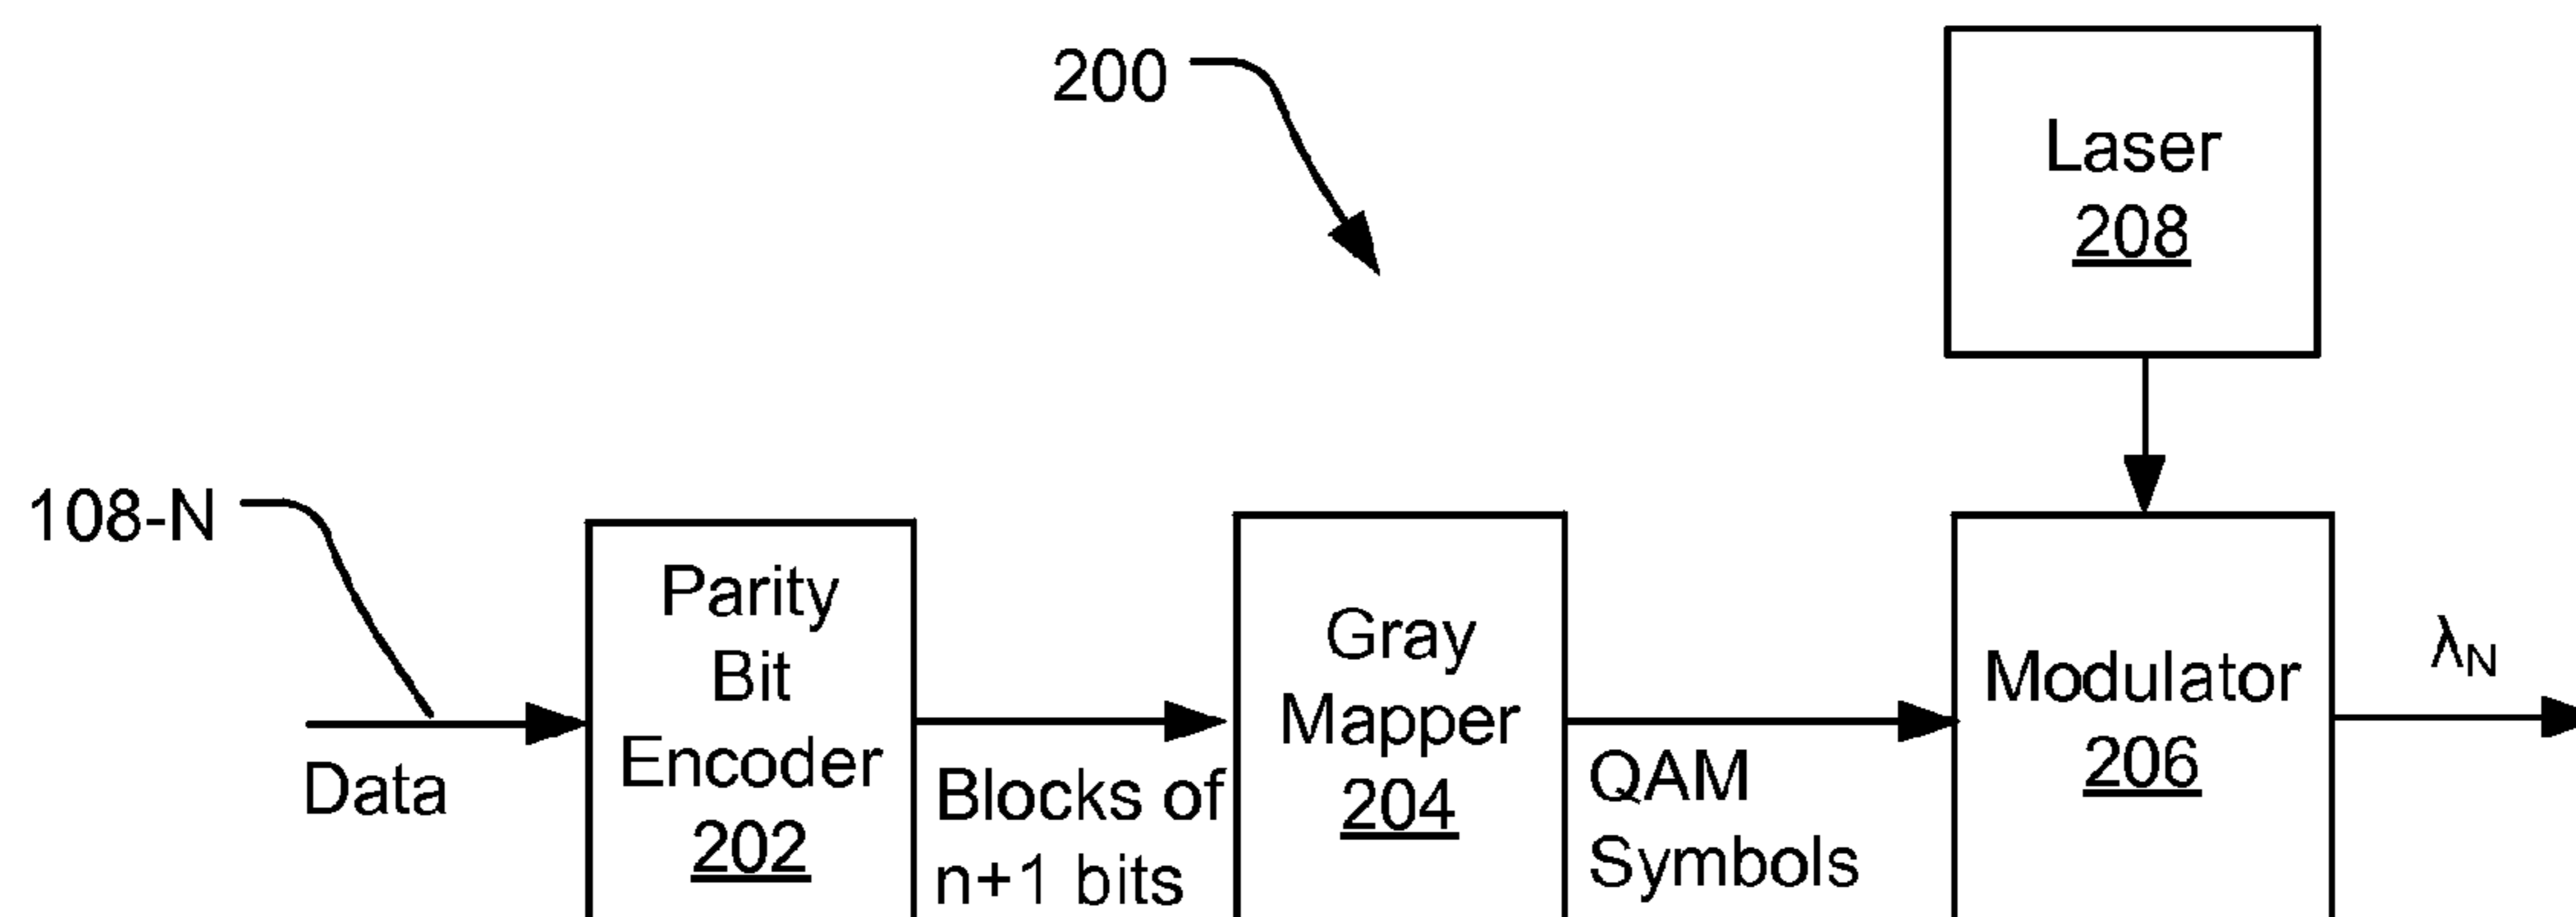 200
Laser
208
108-N
Data
Parity
Bit
Encoder
202
Blocks of
n+1 bits
Gray
Mapper
204
QAM
Symbols
Modulator
206
λN